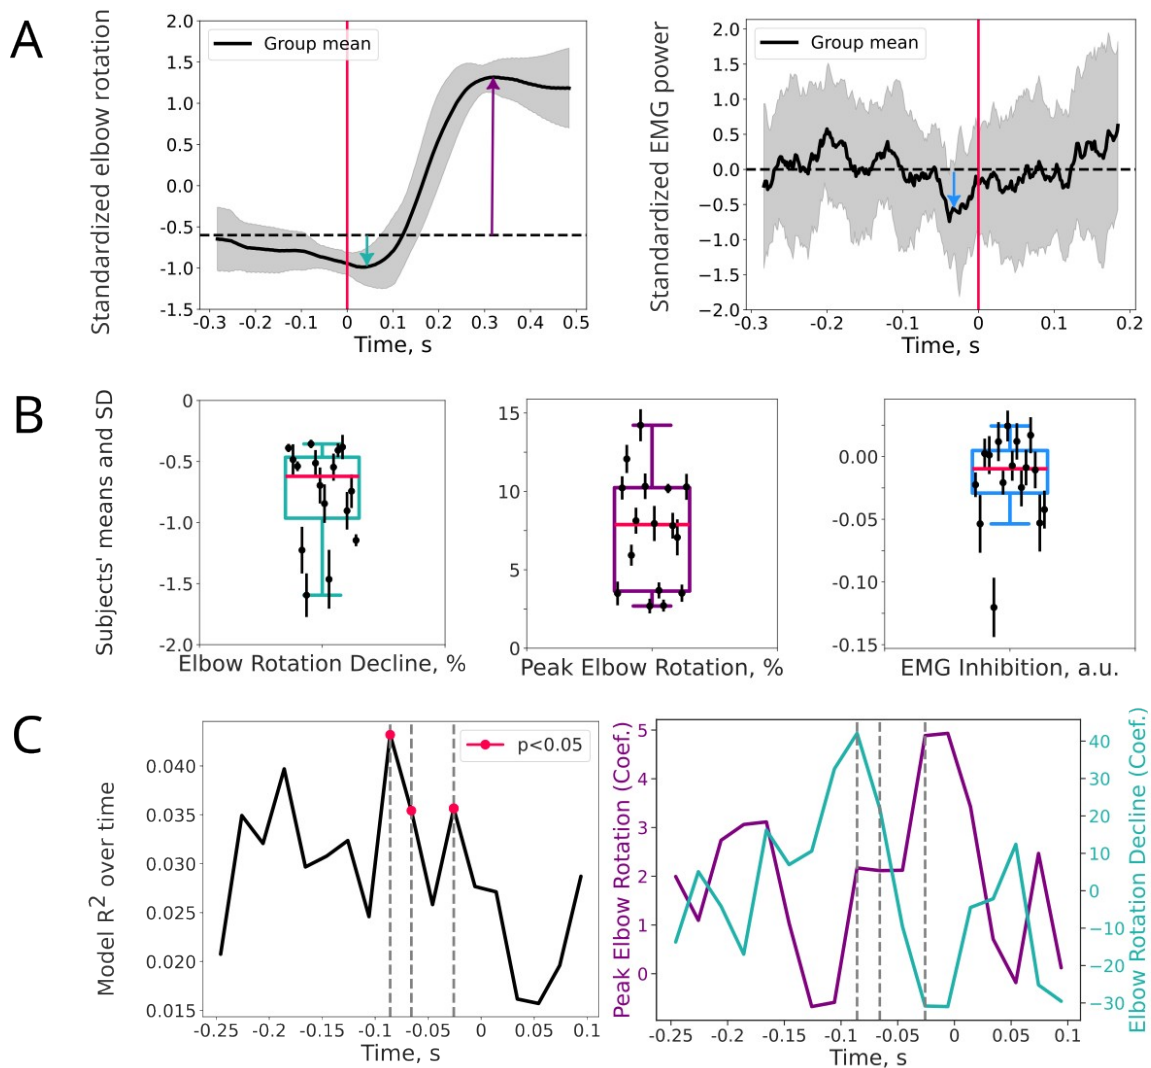 A
Standardized elbow rotation
2.0
1.5
1.0
0.5
0.0
−0.5
−1.0
−1.5
Group mean
-0.3 -0.2 -0.1 0 0.1 0.2 0.3 0.4 0.5
Time, s
Standardized EMG power
2.0
1.5
1.0
0.5
0.0
−0.5
−1.0
−1.5
−2.0
Group mean
-0.3 -0.2 -0.1 0 0.1 0.2
Time, s
B
Subjects' means and SD
0
-0.5
-1.0
-1.5
-2.0
Elbow Rotation Decline, %
15
10
5
0
Peak Elbow Rotation, %
0.00
−0.05
−0.10
−0.15
EMG Inhibition, a.u.
C
Model R² over time
0.040
0.035
0.030
0.025
0.020
0.015
p<0.05
-0.25 -0.2 -0.15 -0.1 -0.05 0 0.05 0.1
Time, s
Peak Elbow Rotation (Coef.)
5
4
3
2
1
0
-0.25 -0.2 -0.15 -0.1 -0.05 0 0.05 0.1
Time, s
40
30
20
10
0
−10
−20
−30
Elbow Rotation Decline (Coef.)